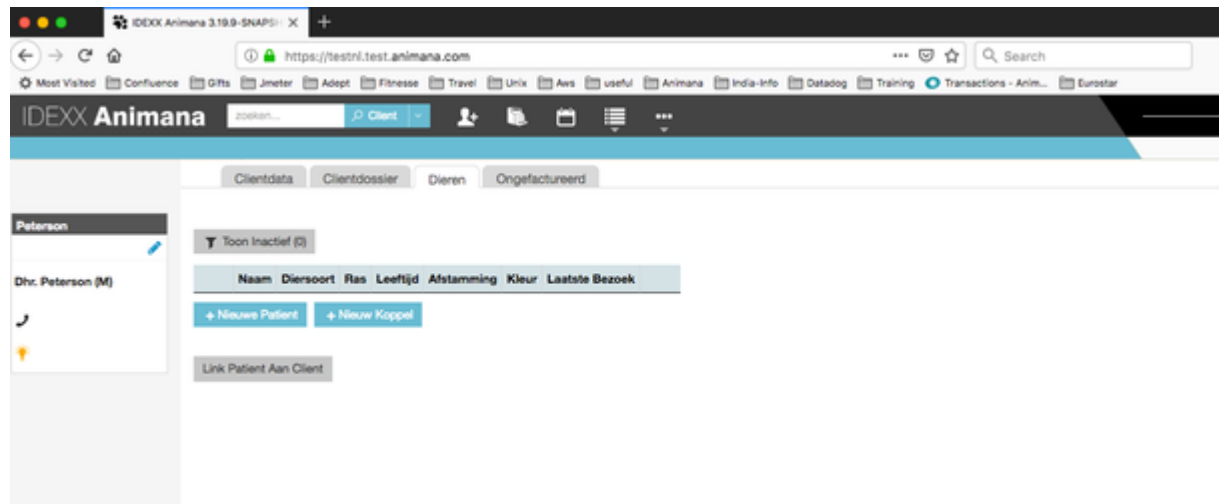 IDEXX Animana 3.19.9-SNAPSH
https://testnl.test.animana.com
Search
Most Visited Confluence Gifts Jmeter Adept Fitnesse Travel Unix Aws useful Animana India-Info Datadog Training Transactions - Anim... Eurostar
IDEXX Animana zoeken... Client
Clientdata Clientdossier Dieren Ongefactureerd
Peterson
Toon Inactief (0)
Dhr. Peterson (M)
Naam Diersoort Ras Leeftijd Afstamming Kleur Laatste Bezoek
+ Nieuwe Patient + Nieuw Koppel
Link Patient Aan Client